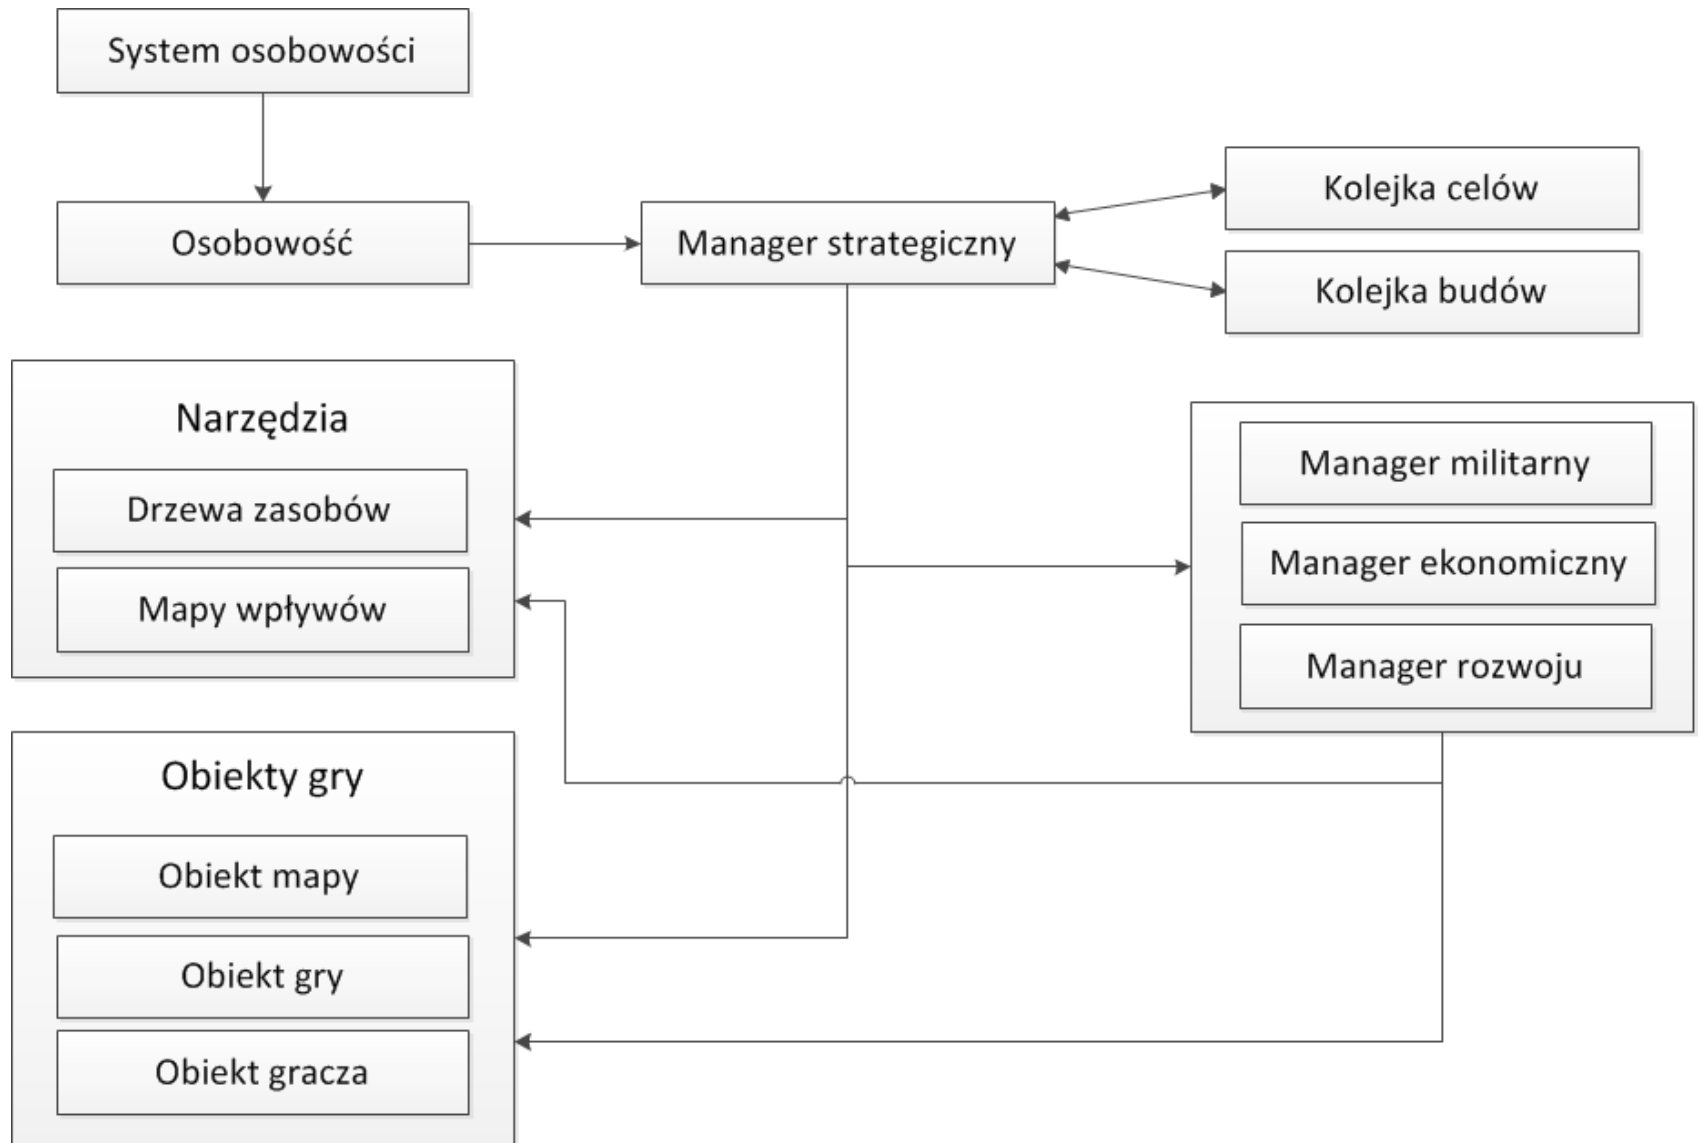 System osobowości
Osobowość
Manager strategiczny
Kolejka celów
Kolejka budów
Narzędzia
Drzewa zasobów
Mapy wpływów
Manager militarny
Manager ekonomiczny
Manager rozwoju
Obiekty gry
Obiekt mapy
Obiekt gry
Obiekt gracza